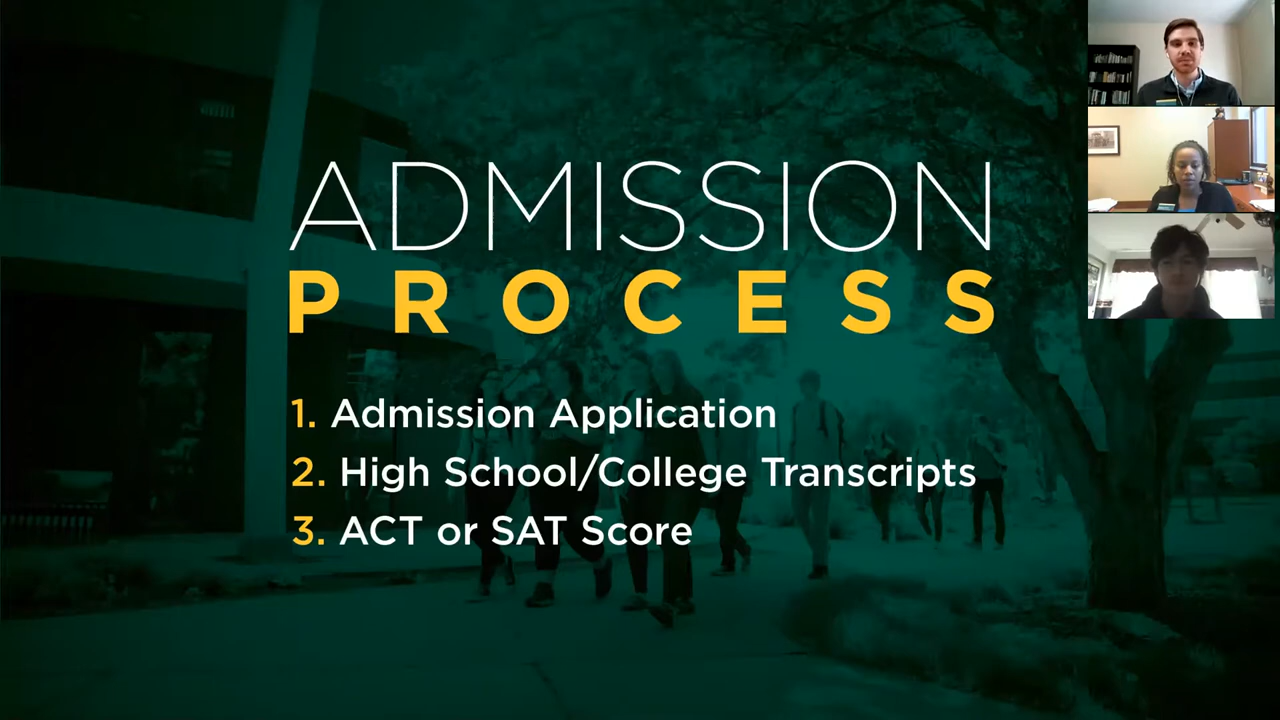 ADMISSION
PROCESS
1. Admission Application
2. High School/College Transcripts
3. ACT or SAT Score